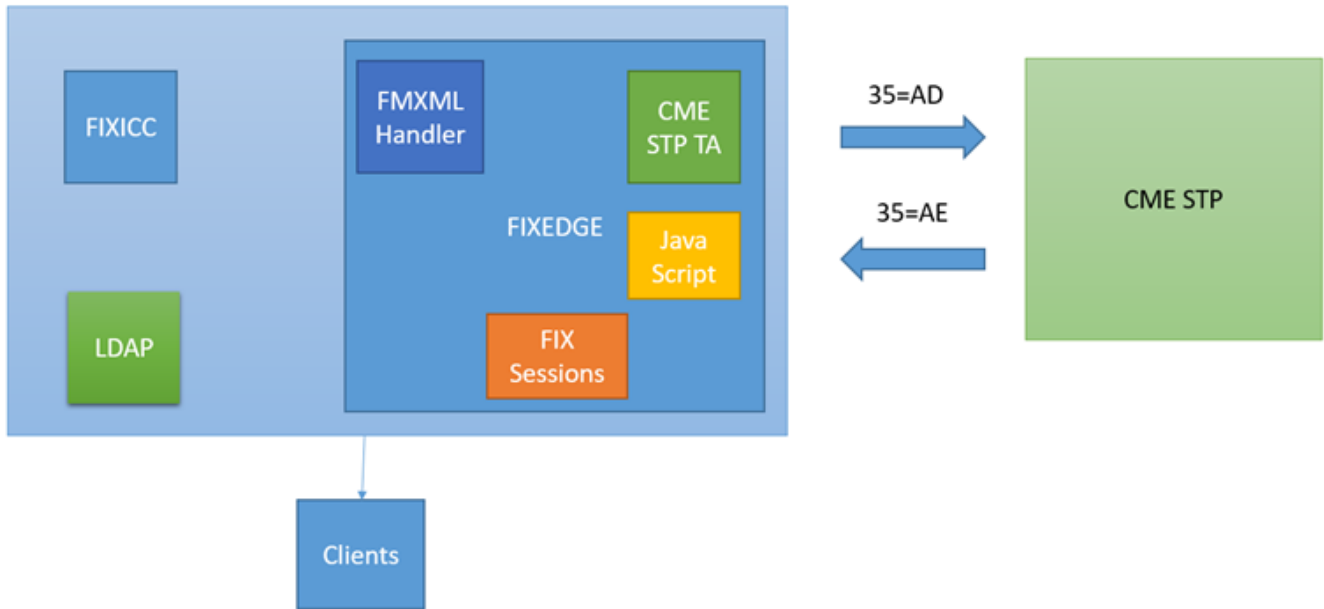 FIXICC
FMXML
Handler
CME
STP TA
35=AD
CME STP
35=AE
FIXEDGE
Java
Script
LDAP
FIX
Sessions
Clients